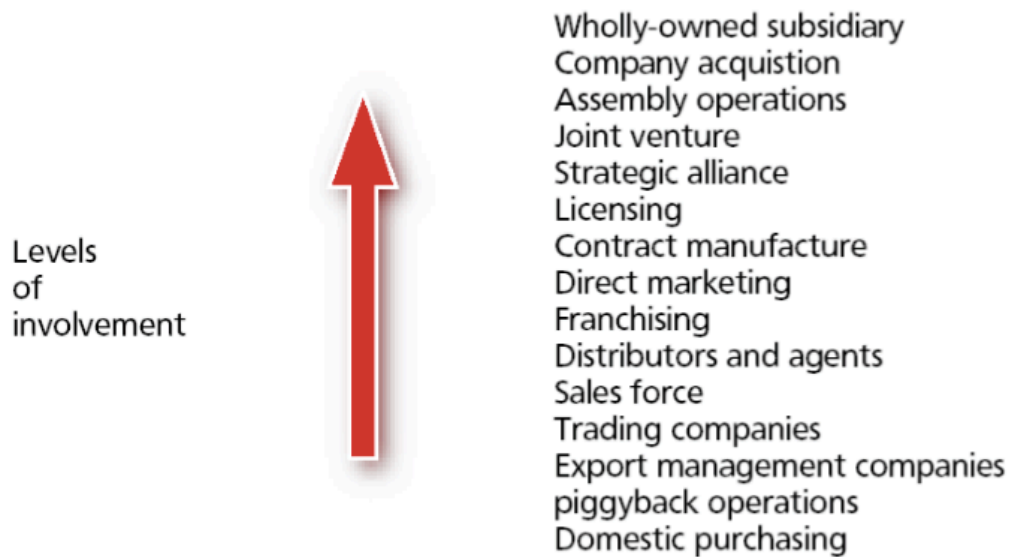 Wholly-owned subsidiary
Company acquistion
Assembly operations
Joint venture
Strategic alliance
Licensing
Contract manufacture
Direct marketing
Franchising
Distributors and agents
Sales force
Trading companies
Export management companies
piggyback operations
Domestic purchasing
Levels
of
involvement